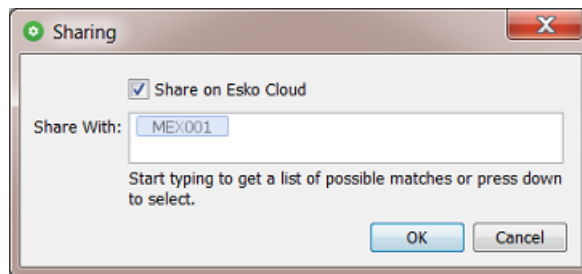 Sharing
Share on Esko Cloud
Share With: MEX001
Start typing to get a list of possible matches or press down
to select.
OK Cancel